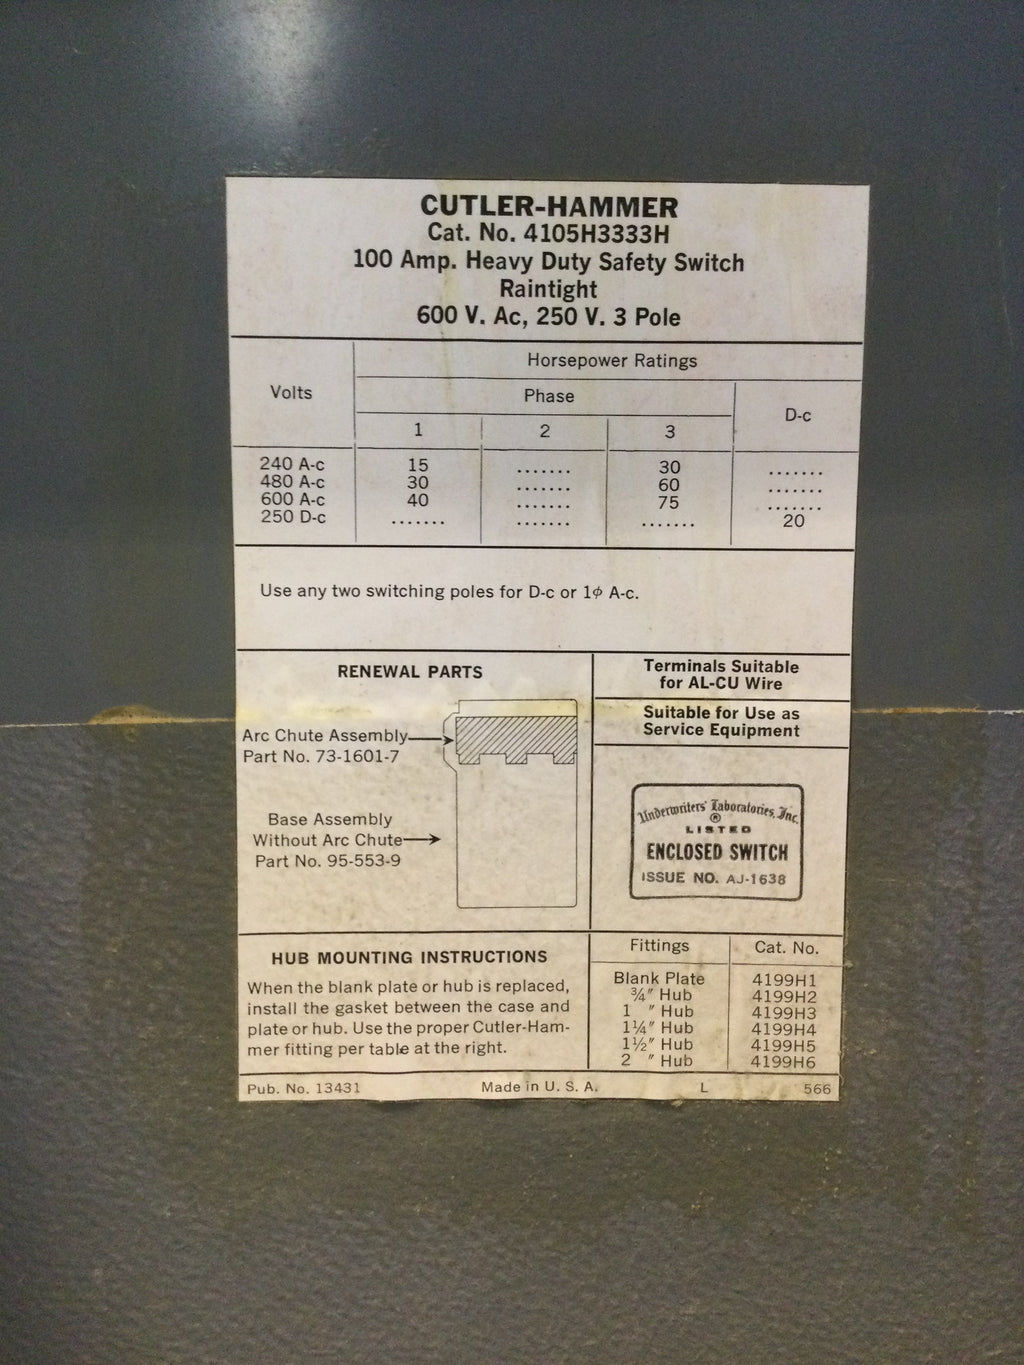 CUTLER-HAMMER
Cat. No. 4105H3333H
100 Amp. Heavy Duty Safety Switch
Raintight
600 V. Ac, 250 V. 3 Pole
Volts
Horsepower Ratings
Phase
D-c
1 2 3
240 A-c 15 ....... 30 .......
480 A-c 30 ....... 60 .......
600 A-c 40 ....... 75 .......
250 D-c ....... ....... ....... 20
Use any two switching poles for D-c or 1ϕ A-c.
RENEWAL PARTS
Arc Chute Assembly
Part No. 73-1601-7
Base Assembly
Without Arc Chute
Part No. 95-553-9
Terminals Suitable
for AL-CU Wire
Suitable for Use as
Service Equipment
Underwriters' Laboratories, Inc.
®
LISTED
ENCLOSED SWITCH
ISSUE NO. AJ-1638
HUB MOUNTING INSTRUCTIONS
When the blank plate or hub is replaced,
install the gasket between the case and
plate or hub. Use the proper Cutler-Ham-
mer fitting per table at the right.
Fittings Cat. No.
Blank Plate 4199H1
¾" Hub 4199H2
1 " Hub 4199H3
1¼" Hub 4199H4
1½" Hub 4199H5
2 " Hub 4199H6
Pub. No. 13431 Made in U. S. A. L 566